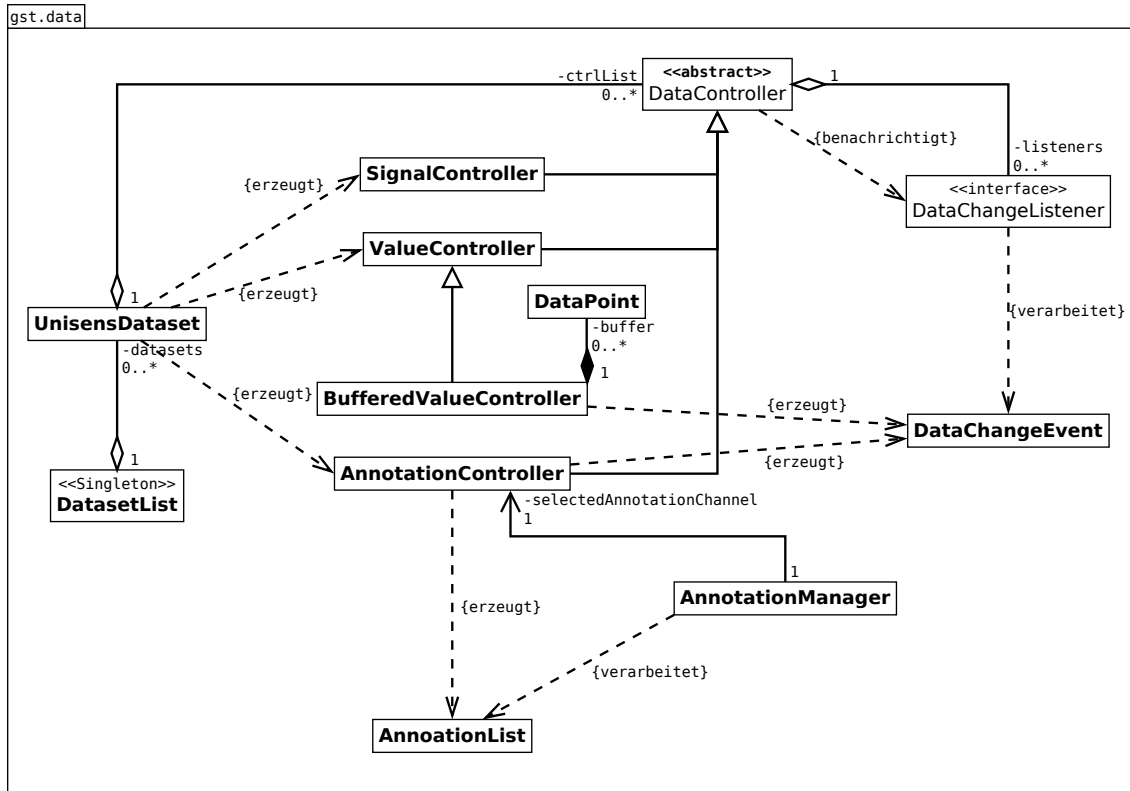 gst.data
-ctrlList
0..*
<<abstract>>
DataController
1
{benachrichtigt}
-listeners
0..*
<<interface>>
DataChangeListener
SignalController
{erzeugt}
ValueController
{erzeugt}
1
UnisensDataset
DataPoint
-buffer
0..*
1
{verarbeitet}
-datasets
0..*
{erzeugt}
BufferedValueController
{erzeugt}
DataChangeEvent
1
<<Singleton>>
DatasetList
AnnotationController
{erzeugt}
-selectedAnnotationChannel
1
1
AnnotationManager
{erzeugt}
{verarbeitet}
AnnoationList